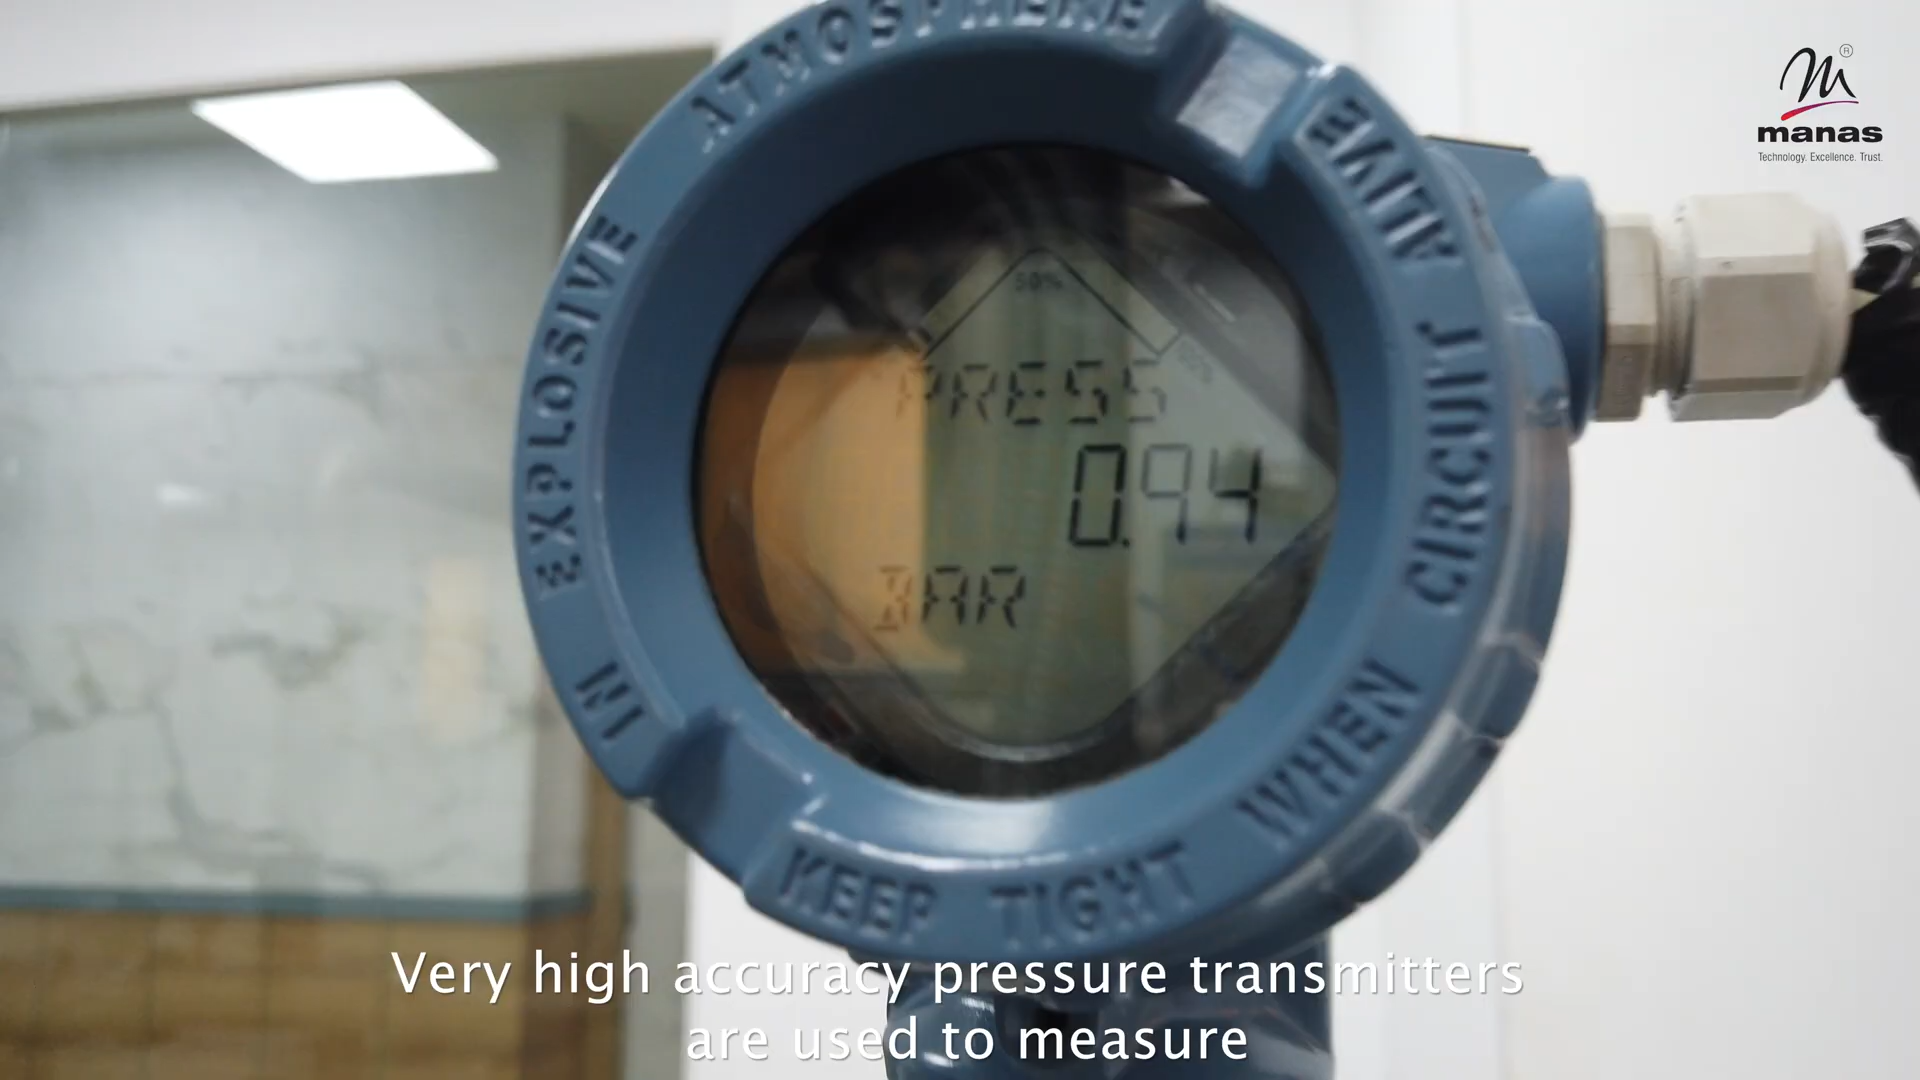 KEEP TIGHT WHEN CIRCUIT ALIVE
IN EXPLOSIVE ATMOSPHERE
50%
PRESS
0.94
BAR
m®
manas
Technology. Excellence. Trust.
Very high accuracy pressure transmitters
are used to measure